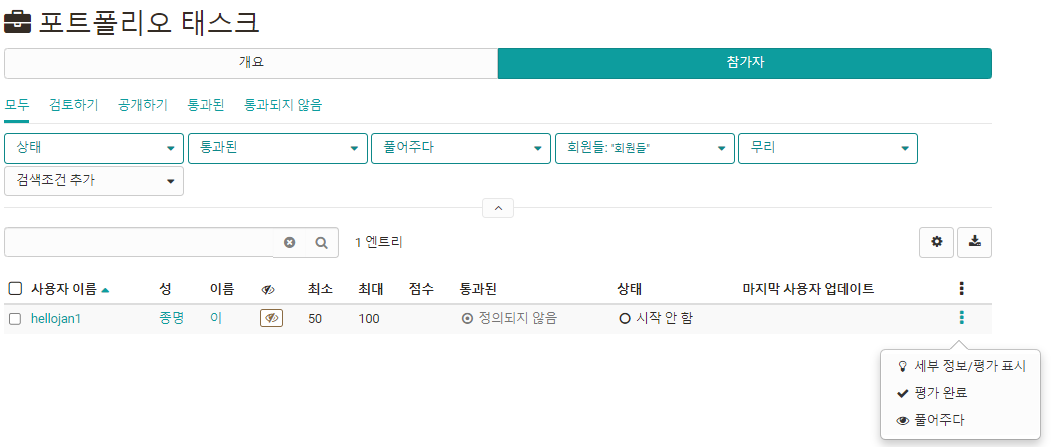 포트폴리오 태스크
개요 참가자
모두 검토하기 공개하기 통과된 통과되지 않음
상태 통과된 풀어주다 회원들: "회원들" 무리
검색조건 추가
1 엔트리
사용자 이름 성 이름 최소 최대 점수 통과된 상태 마지막 사용자 업데이트
hellojan1 종명 이 50 100 정의되지 않음 시작 안 함
세부 정보/평가 표시
평가 완료
풀어주다